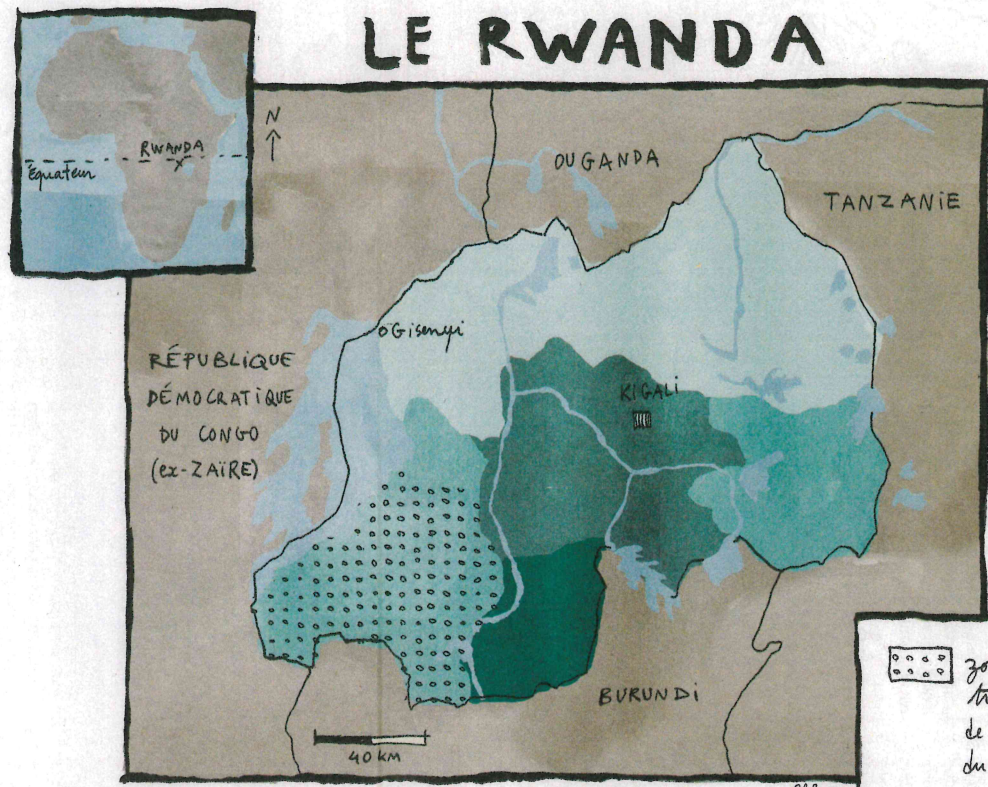 LE RWANDA
N
RWANDA
Équateur
OUGANDA
TANZANiE
Gisenyi
RÉPUBLIQUE
DÉMOCRATIQUE
DU CONGO
(ex-ZAÏRE)
KIGALI
BURUNDi
40 KM
de
du